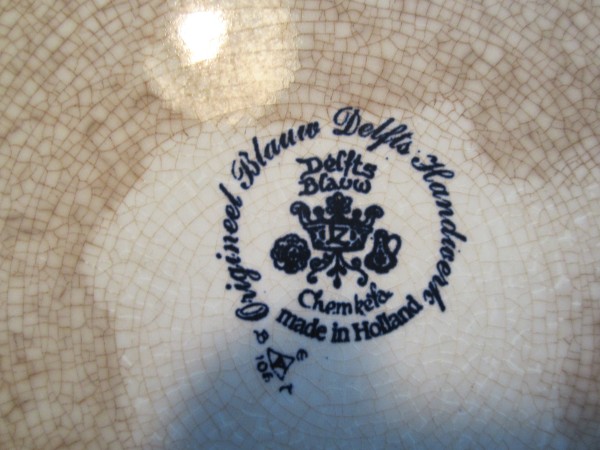 Origineel Blauw Delfts Handwerk
Delfts
Blauw
Chemkefa
made in Holland
106